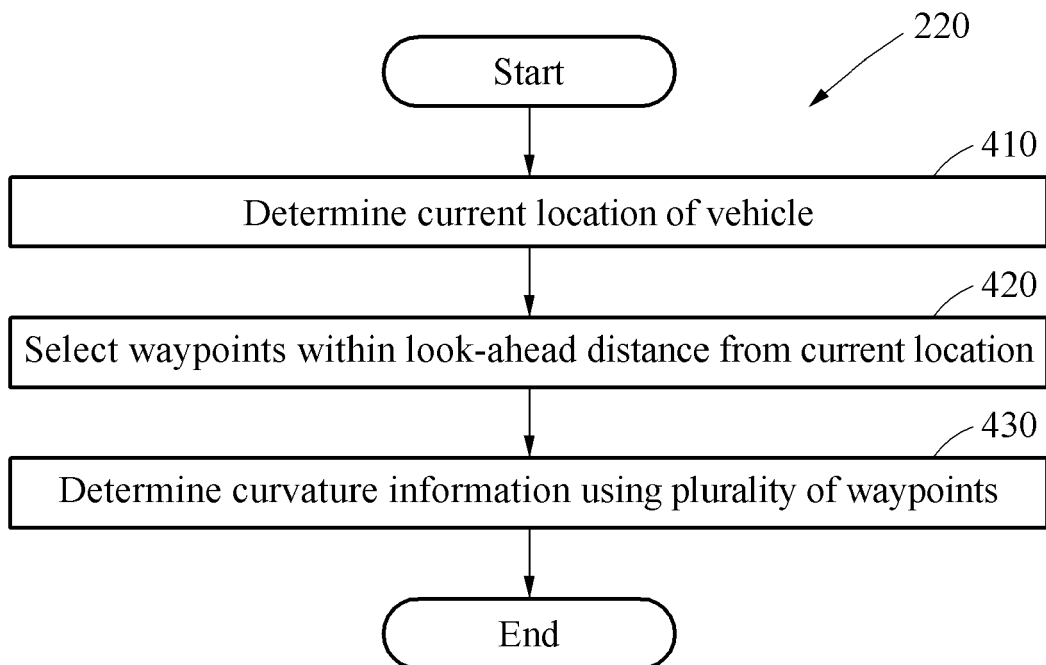 220
Start
410
Determine current location of vehicle
420
Select waypoints within look-ahead distance from current location
430
Determine curvature information using plurality of waypoints
End